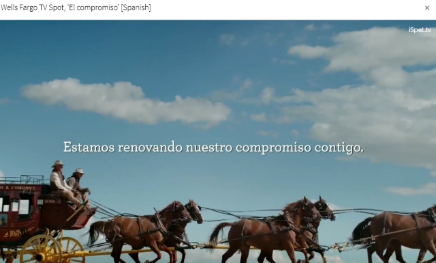 Wells Fargo TV Spot, 'El compromiso' [Spanish]
×
iSpot.tv
Estamos renovando nuestro compromiso contigo.